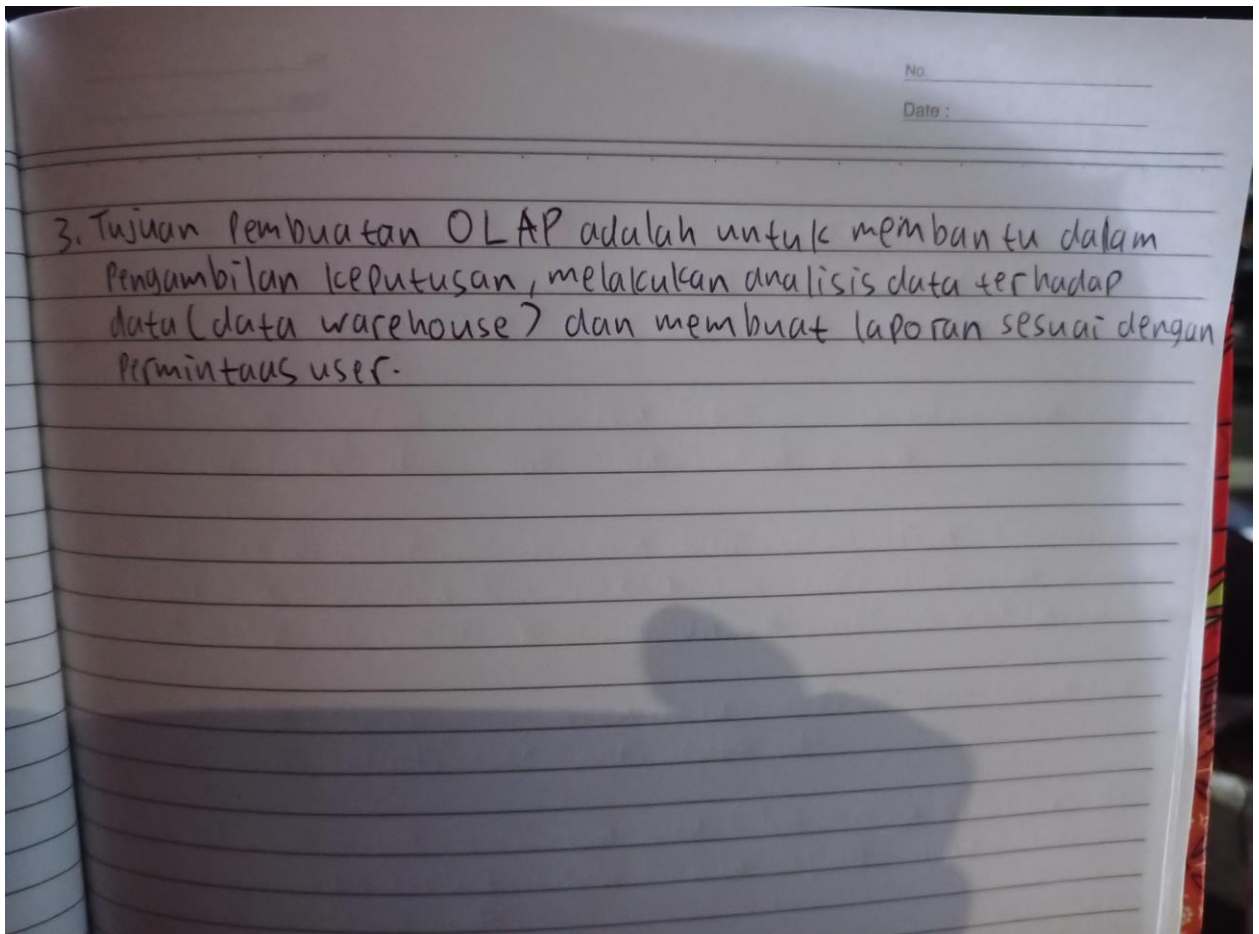 No.
Date :
3. Tujuan Pembuatan OLAP adalah untuk membantu dalam
Pengambilan keputusan, melakukan analisis data terhadap
data (data warehouse) dan membuat laporan sesuai dengan
Permintaas user.